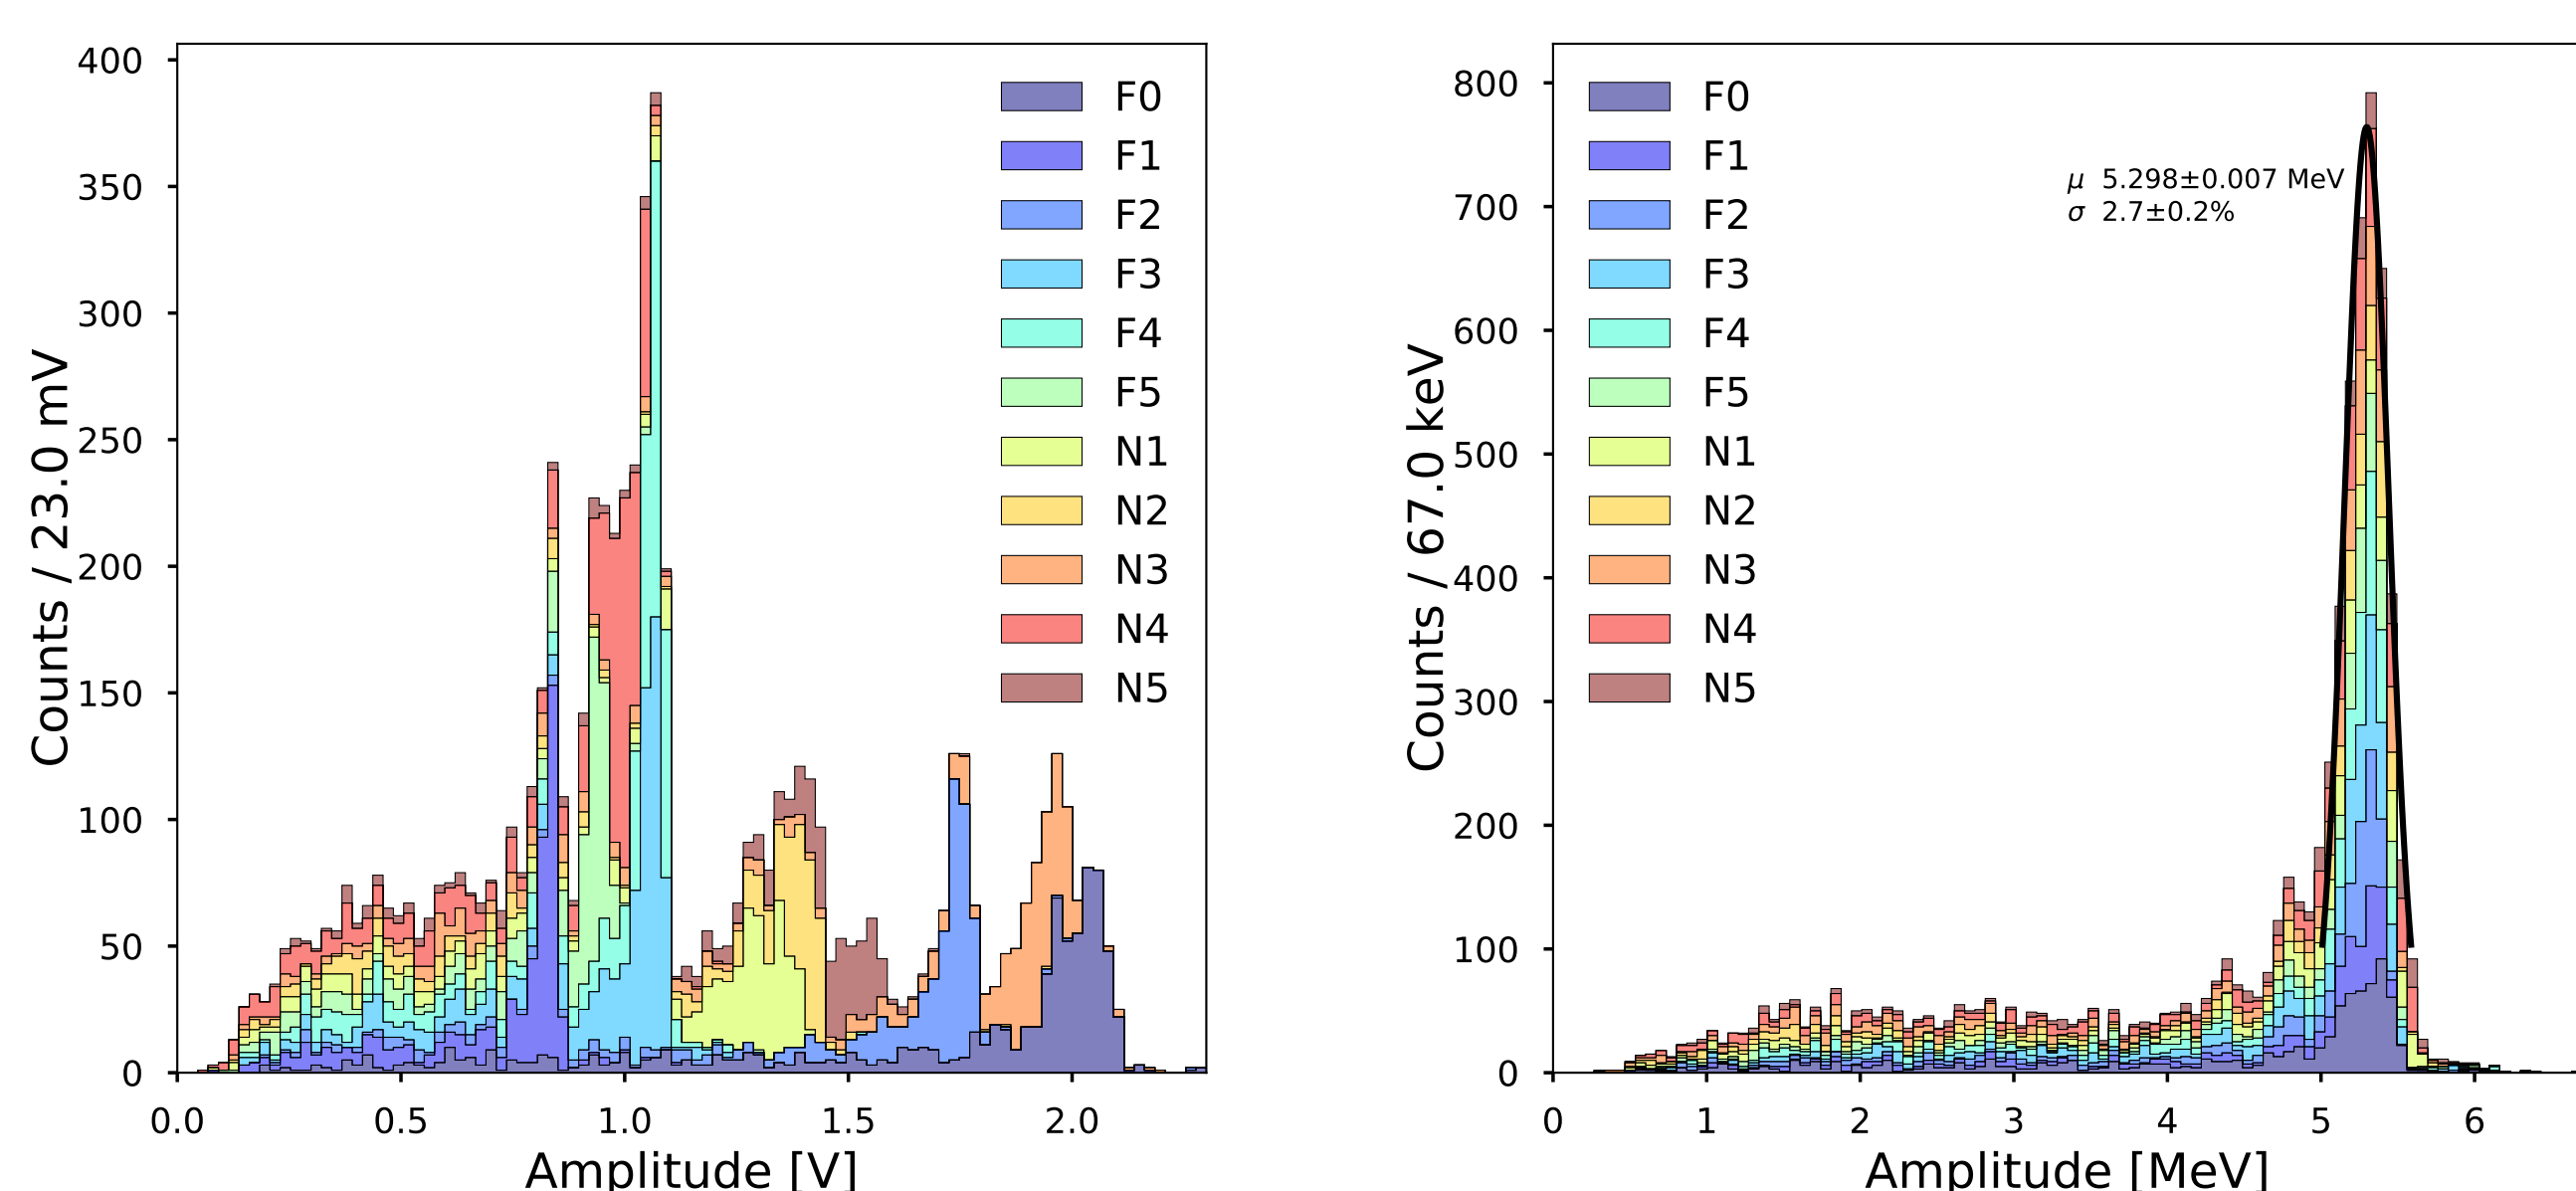 Counts / 23.0 mV
400
350
300
250
200
150
100
50
0
0.0 0.5 1.0 1.5 2.0
Amplitude [V]
F0
F1
F2
F3
F4
F5
N1
N2
N3
N4
N5
Counts / 67.0 keV
800
700
600
500
400
300
200
100
0
0 1 2 3 4 5 6
Amplitude [MeV]
F0
F1
F2
F3
F4
F5
N1
N2
N3
N4
N5
μ 5.298±0.007 MeV
σ 2.7±0.2%